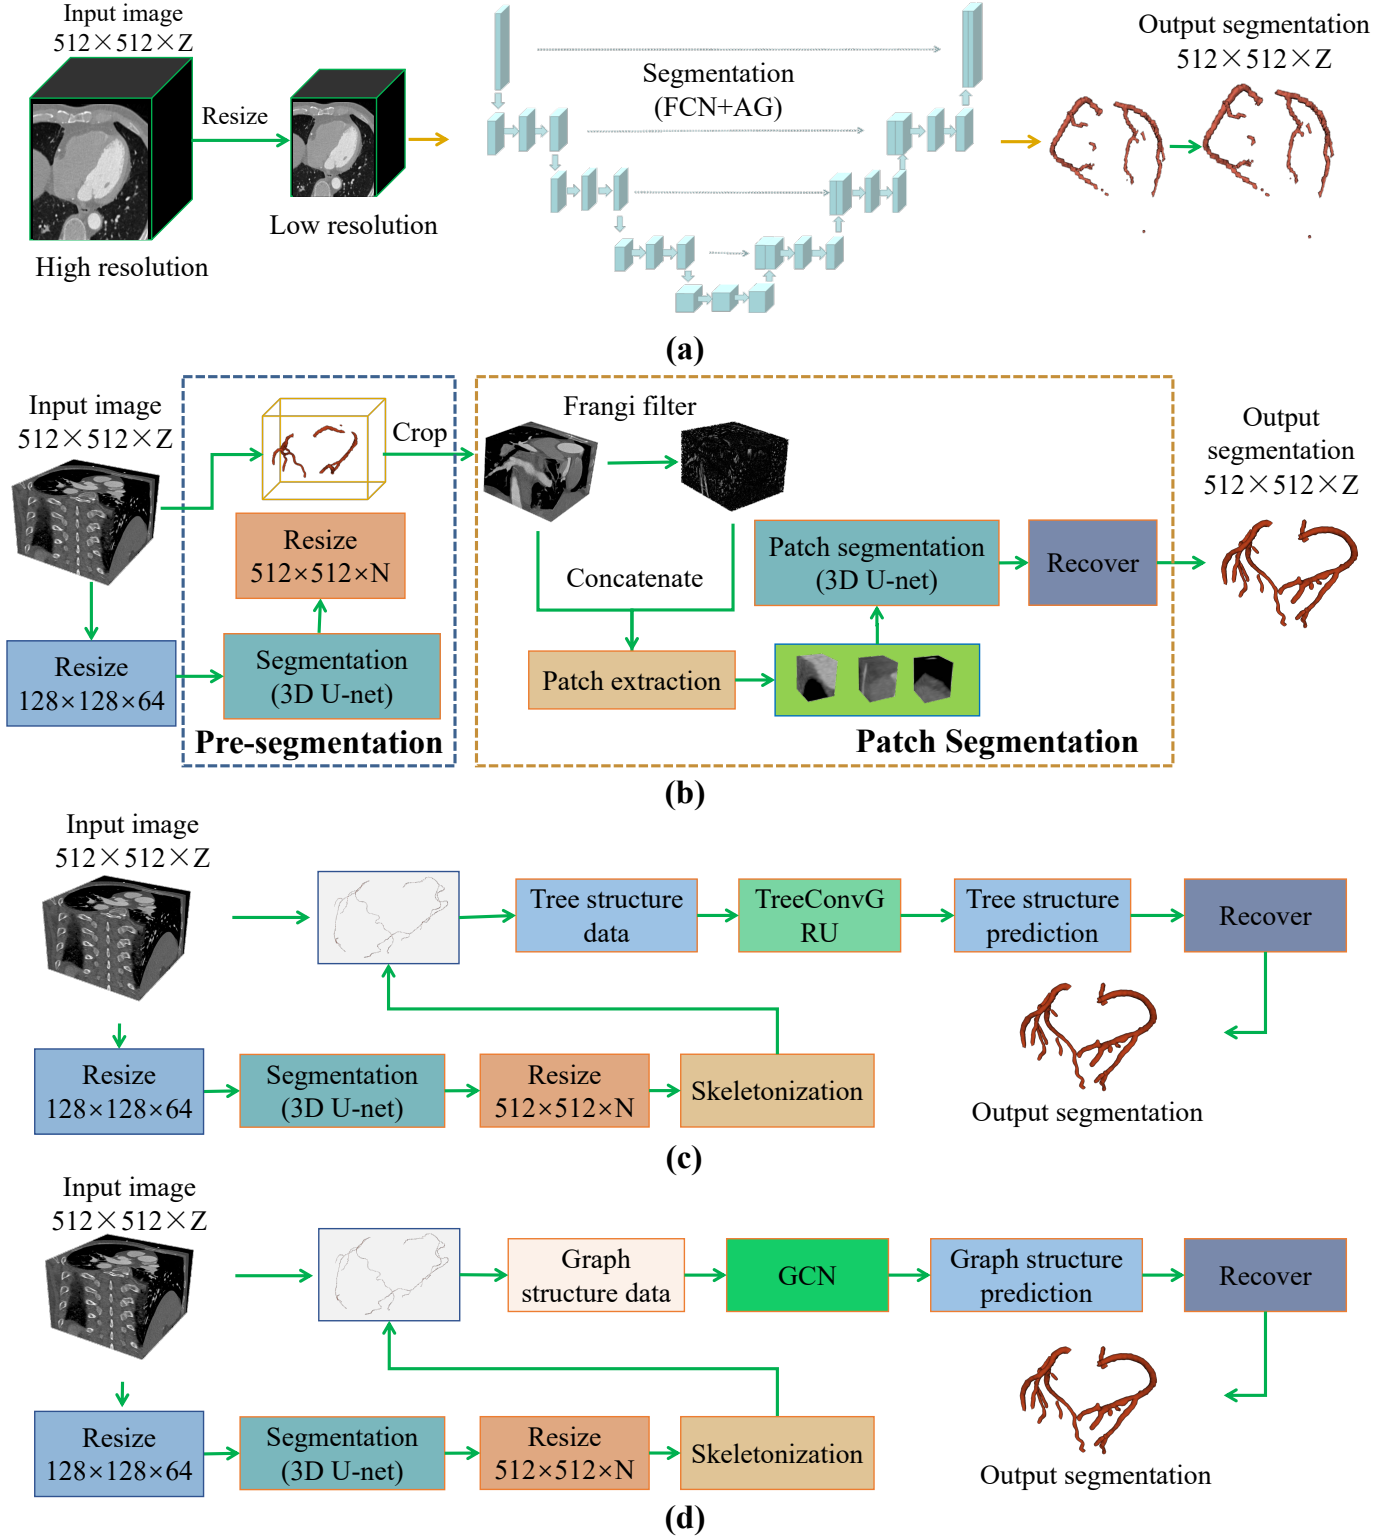 Input image
512×512×Z
Resize
High resolution
Low resolution
Segmentation
(FCN+AG)
Output segmentation
512×512×Z
(a)
Input image
512×512×Z
Resize
128×128×64
Crop
Resize
512×512×N
Segmentation
(3D U-net)
Pre-segmentation
Frangi filter
Concatenate
Patch extraction
Patch segmentation
(3D U-net)
Recover
Patch Segmentation
Output
segmentation
512×512×Z
(b)
Input image
512×512×Z
Tree structure
data
TreeConvG
RU
Tree structure
prediction
Recover
Resize
128×128×64
Segmentation
(3D U-net)
Resize
512×512×N
Skeletonization
Output segmentation
(c)
Input image
512×512×Z
Graph
structure data
GCN
Graph structure
prediction
Recover
Resize
128×128×64
Segmentation
(3D U-net)
Resize
512×512×N
Skeletonization
Output segmentation
(d)